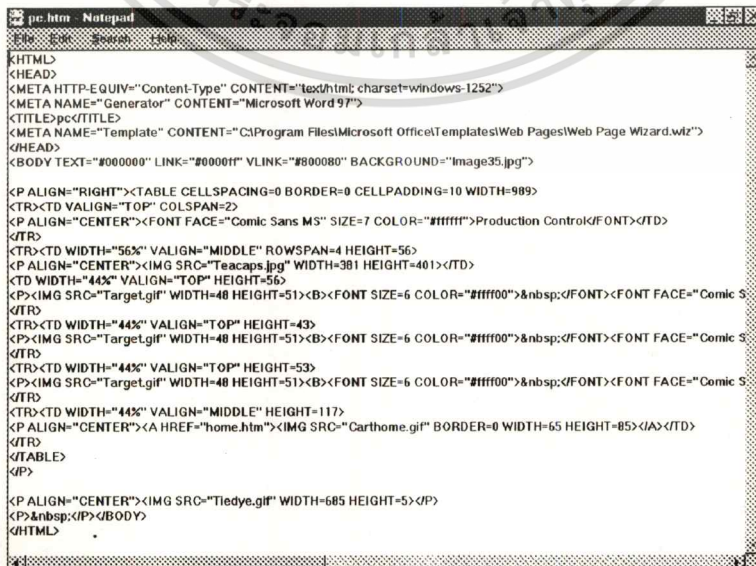 pc.htm - Notepad
File Edit Search Help
<HTML>
<HEAD>
<META HTTP-EQUIV="Content-Type" CONTENT="text/html; charset=windows-1252">
<META NAME="Generator" CONTENT="Microsoft Word 97">
<TITLE>pc</TITLE>
<META NAME="Template" CONTENT="C:\Program Files\Microsoft Office\Templates\Web Pages\Web Page Wizard.wiz">
</HEAD>
<BODY TEXT="#000000" LINK="#0000ff" VLINK="#800080" BACKGROUND="Image35.jpg">
<P ALIGN="RIGHT"><TABLE CELLSPACING=0 BORDER=0 CELLPADDING=10 WIDTH=989>
<TR><TD VALIGN="TOP" COLSPAN=2>
<P ALIGN="CENTER"><FONT FACE="Comic Sans MS" SIZE=7 COLOR="#ffffff">Production Control</FONT></TD>
</TR>
<TR><TD WIDTH="56%" VALIGN="MIDDLE" ROWSPAN=4 HEIGHT=56>
<P ALIGN="CENTER"><IMG SRC="Teacaps.jpg" WIDTH=381 HEIGHT=401></TD>
<TD WIDTH="44%" VALIGN="TOP" HEIGHT=56>
<P><IMG SRC="Target.gif" WIDTH=48 HEIGHT=51><B><FONT SIZE=6 COLOR="#ffff00">&nbsp;</FONT><FONT FACE="Comic S
</TR>
<TR><TD WIDTH="44%" VALIGN="TOP" HEIGHT=43>
<P><IMG SRC="Target.gif" WIDTH=48 HEIGHT=51><B><FONT SIZE=6 COLOR="#ffff00">&nbsp;</FONT><FONT FACE="Comic S
</TR>
<TR><TD WIDTH="44%" VALIGN="TOP" HEIGHT=53>
<P><IMG SRC="Target.gif" WIDTH=48 HEIGHT=51><B><FONT SIZE=6 COLOR="#ffff00">&nbsp;</FONT><FONT FACE="Comic S
</TR>
<TR><TD WIDTH="44%" VALIGN="MIDDLE" HEIGHT=117>
<P ALIGN="CENTER"><A HREF="home.htm"><IMG SRC="Carthome.gif" BORDER=0 WIDTH=65 HEIGHT=85></A></TD>
</TR>
</TABLE>
</P>
<P ALIGN="CENTER"><IMG SRC="Tiedye.gif" WIDTH=685 HEIGHT=5></P>
<P>&nbsp;</P></BODY>
</HTML>